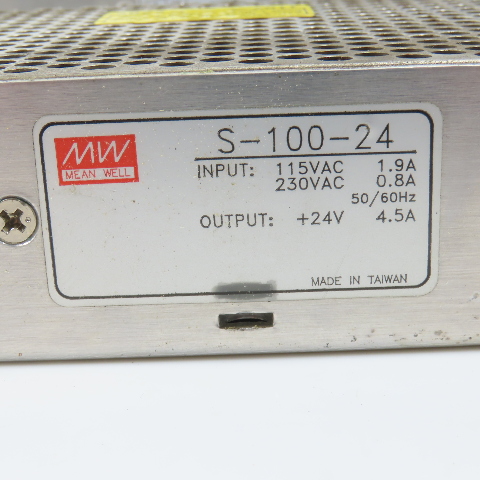 MW
MEAN WELL
S-100-24
INPUT: 115VAC 1.9A
230VAC 0.8A
50/60Hz
OUTPUT: +24V 4.5A
MADE IN TAIWAN